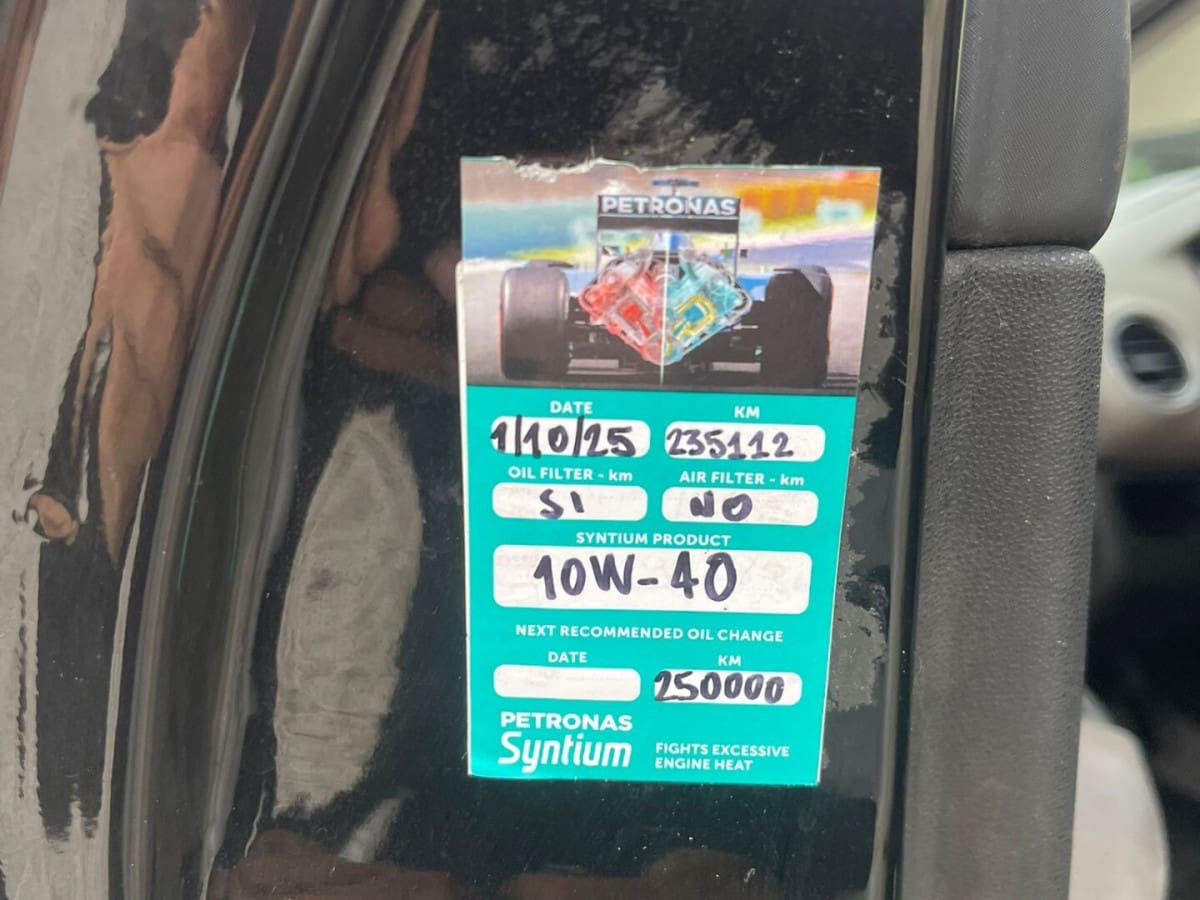 PETRONAS
DATE KM
1/10/25 235112
OIL FILTER - km AIR FILTER - km
SI NO
SYNTIUM PRODUCT
10W-40
NEXT RECOMMENDED OIL CHANGE
DATE KM
250000
PETRONAS
Syntium
FIGHTS EXCESSIVE
ENGINE HEAT